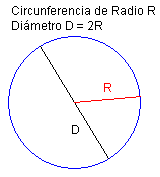 Circunferencia de Radio R
Diámetro D = 2R
R
D